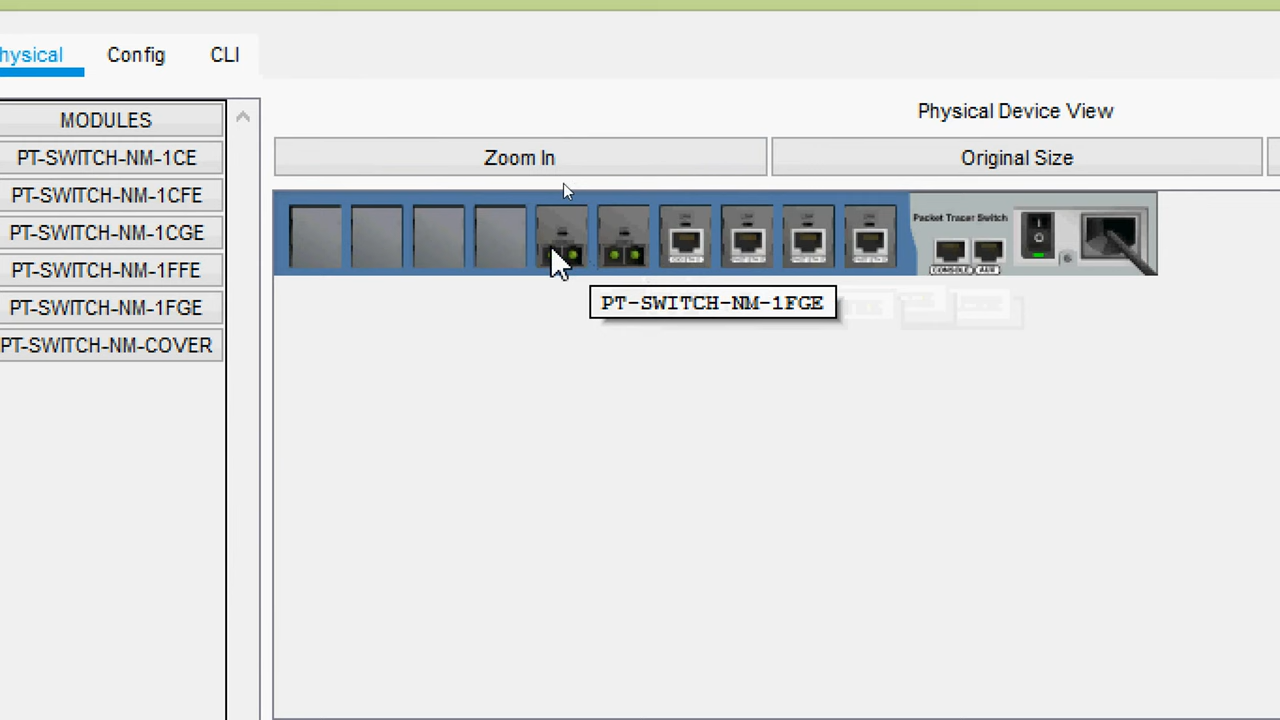 hysical Config CLI
MODULES
PT-SWITCH-NM-1CE
PT-SWITCH-NM-1CFE
PT-SWITCH-NM-1CGE
PT-SWITCH-NM-1FFE
PT-SWITCH-NM-1FGE
PT-SWITCH-NM-COVER
Physical Device View
Zoom In Original Size
Packet Tracer Switch
CONSOLE AUX
PT-SWITCH-NM-1FGE